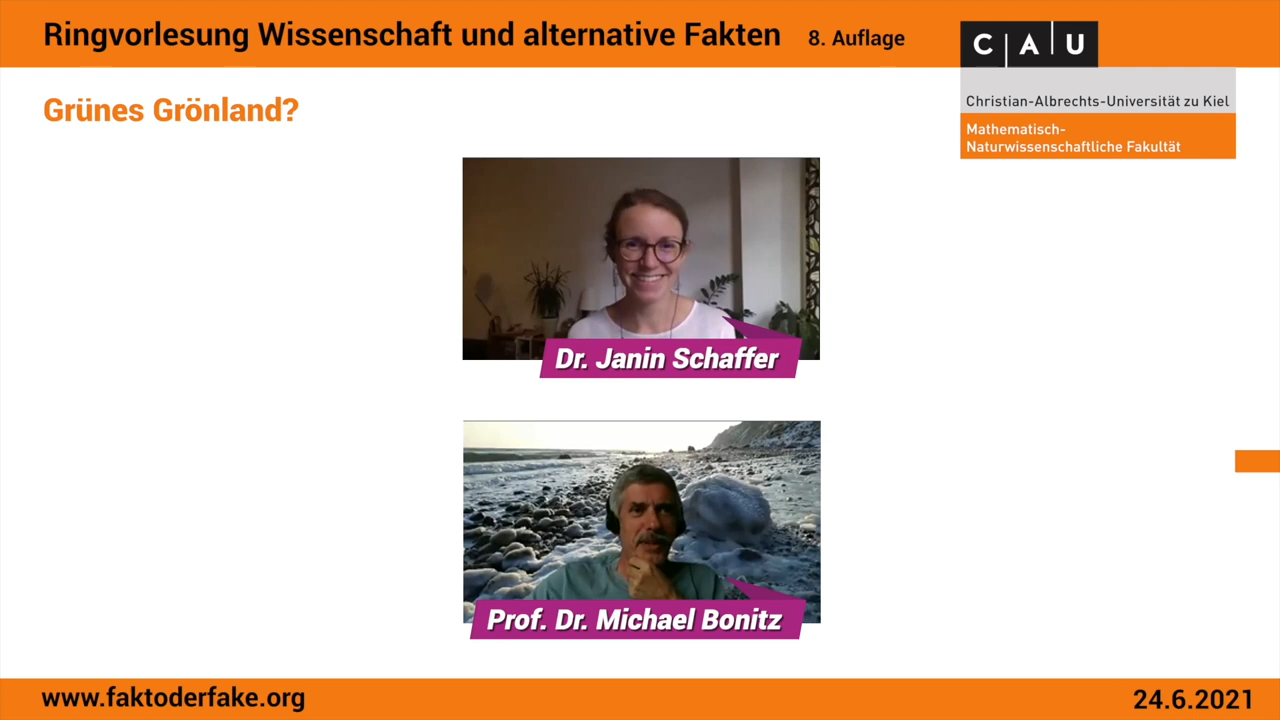 Ringvorlesung Wissenschaft und alternative Fakten 8. Auflage
CAU
Christian-Albrechts-Universität zu Kiel
Mathematisch-
Naturwissenschaftliche Fakultät
Grünes Grönland?
Dr. Janin Schaffer
Prof. Dr. Michael Bonitz
www.faktoderfake.org
24.6.2021